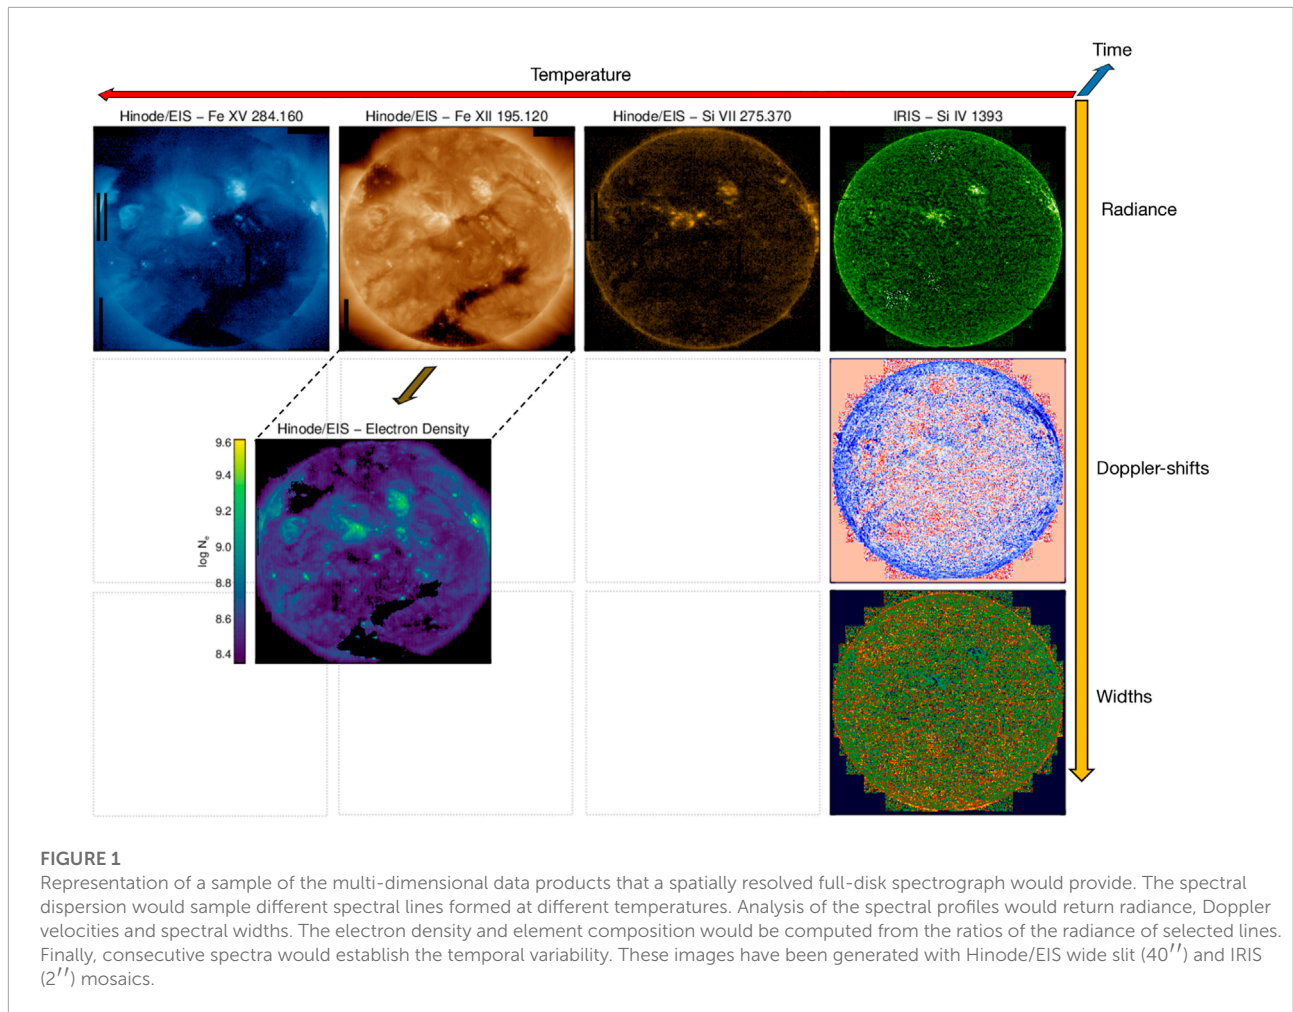 Time
Temperature
Hinode/EIS − Fe XV 284.160
Hinode/EIS − Fe XII 195.120
Hinode/EIS − Si VII 275.370
IRIS − Si IV 1393
Radiance
Doppler-shifts
Hinode/EIS − Electron Density
9.6
9.4
9.2
9.0
8.8
8.6
8.4
log Ne
Widths
FIGURE 1
Representation of a sample of the multi-dimensional data products that a spatially resolved full-disk spectrograph would provide. The spectral
dispersion would sample different spectral lines formed at different temperatures. Analysis of the spectral profiles would return radiance, Doppler
velocities and spectral widths. The electron density and element composition would be computed from the ratios of the radiance of selected lines.
Finally, consecutive spectra would establish the temporal variability. These images have been generated with Hinode/EIS wide slit (40′′) and IRIS
(2′′) mosaics.